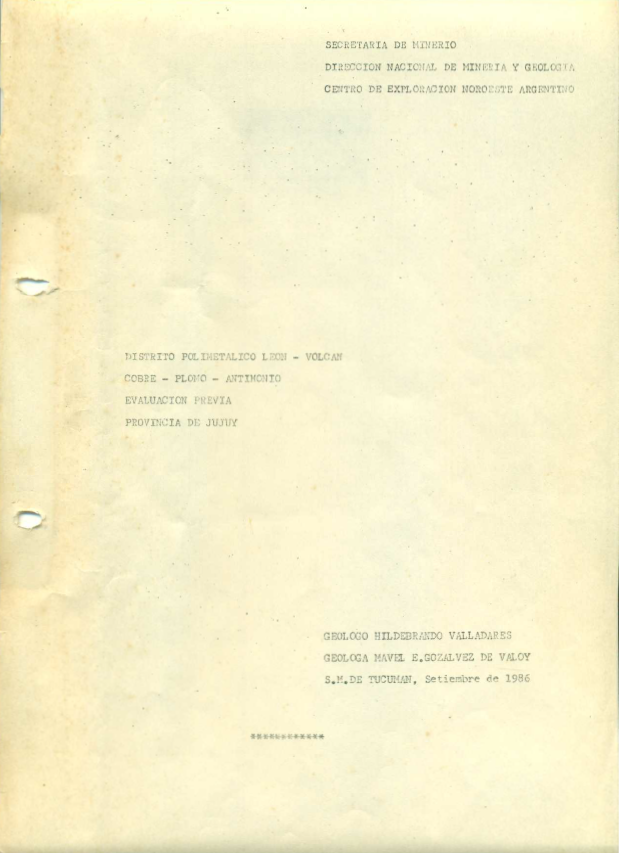 SECRETARIA DE MINERIO
DIRECCION NACIONAL DE MINERIA Y GEOLOGIA
CENTRO DE EXPLORACION NOROESTE ARGENTINO
DISTRITO POLIMETALICO LEON - VOLCAN
COBRE - PLOMO - ANTIMONIO
EVALUACION PREVIA
PROVINCIA DE JUJUY
GEOLOGO HILDEBRANDO VALLADARES
GEOLOGA MAVEL E.GOZALVEZ DE VALOY
S.M.DE TUCUMAN, Setiembre de 1986
************